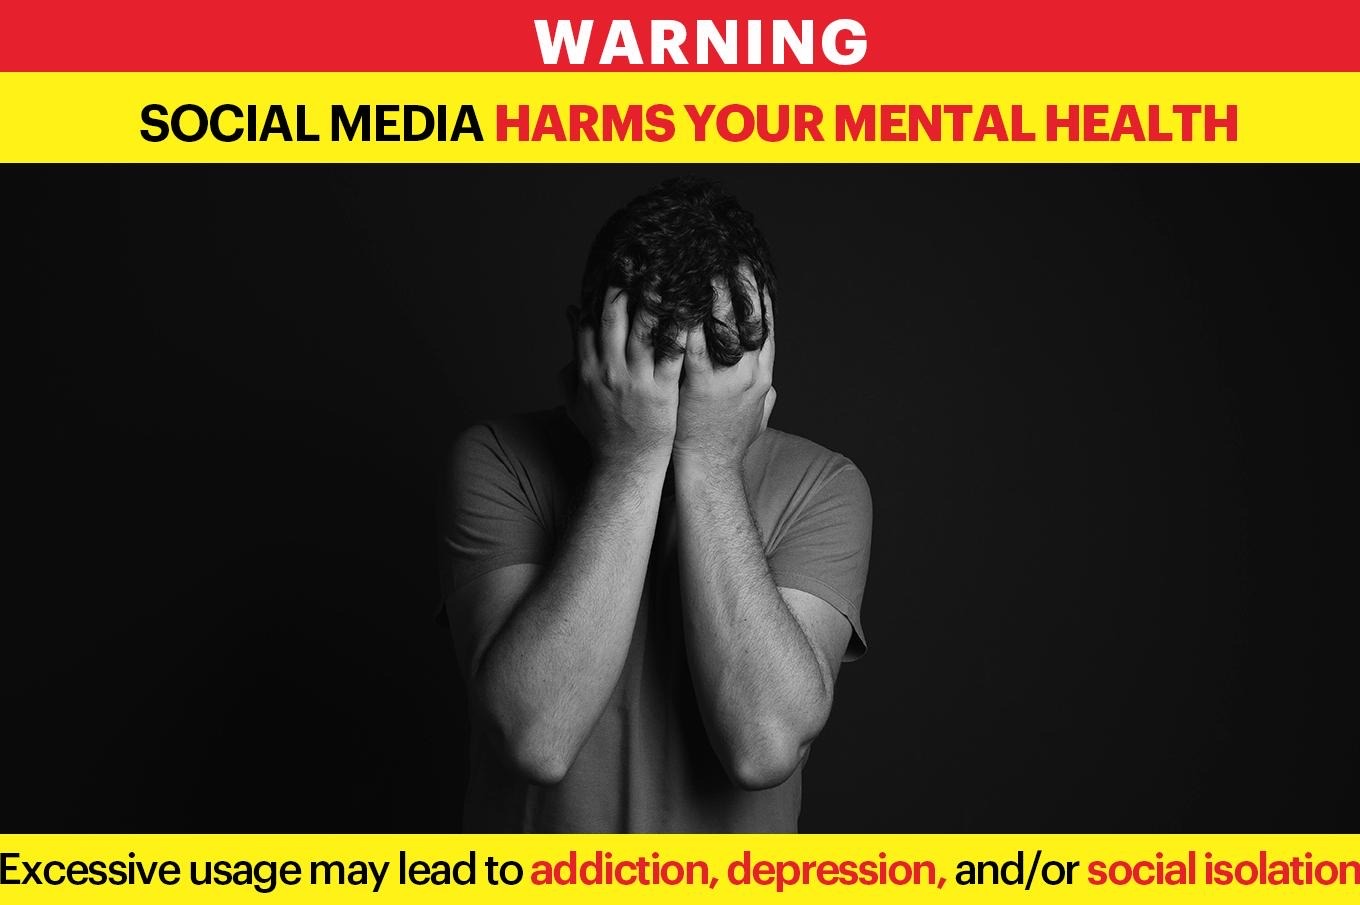 WARNING
SOCIAL MEDIA HARMS YOUR MENTAL HEALTH
Excessive usage may lead to addiction, depression, and/or social isolation